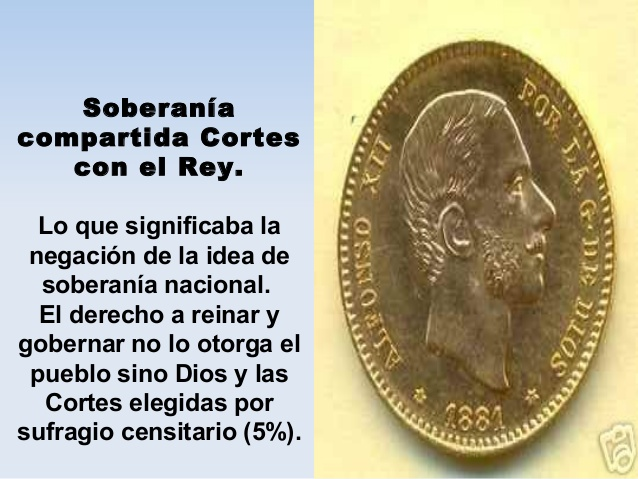 Soberanía
compartida Cortes
con el Rey.
Lo que significaba la
negación de la idea de
soberanía nacional.
El derecho a reinar y
gobernar no lo otorga el
pueblo sino Dios y las
Cortes elegidas por
sufragio censitario (5%).
ALFONSO XII POR LA G. DE DIOS
* 1881 *